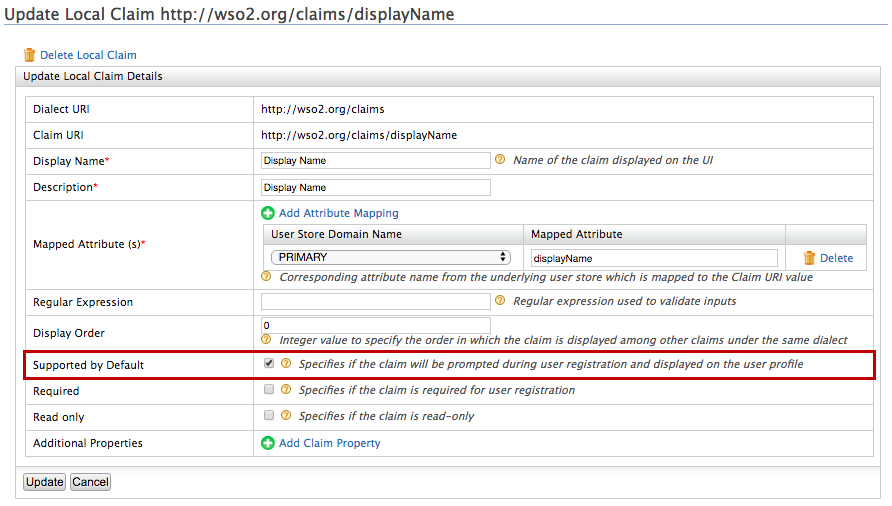 Update Local Claim http://wso2.org/claims/displayName
Delete Local Claim
Update Local Claim Details
Dialect URI http://wso2.org/claims
Claim URI http://wso2.org/claims/displayName
Display Name* Display Name ? Name of the claim displayed on the UI
Description* Display Name
Add Attribute Mapping
User Store Domain Name Mapped Attribute
Mapped Attribute (s)* PRIMARY displayName Delete
? Corresponding attribute name from the underlying user store which is mapped to the Claim URI value
Regular Expression ? Regular expression used to validate inputs
Display Order 0
? Integer value to specify the order in which the claim is displayed among other claims under the same dialect
Supported by Default ? Specifies if the claim will be prompted during user registration and displayed on the user profile
Required ? Specifies if the claim is required for user registration
Read only ? Specifies if the claim is read-only
Additional Properties Add Claim Property
Update Cancel